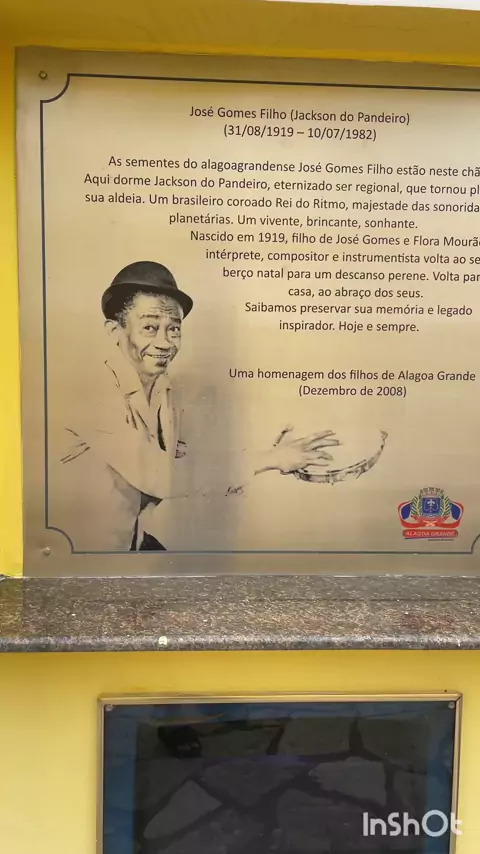 José Gomes Filho (Jackson do Pandeiro)
(31/08/1919 – 10/07/1982)
As sementes do alagoagrandense José Gomes Filho estão neste chã
Aqui dorme Jackson do Pandeiro, eternizado ser regional, que tornou pl
sua aldeia. Um brasileiro coroado Rei do Ritmo, majestade das sonorida
planetárias. Um vivente, brincante, sonhante.
Nascido em 1919, filho de José Gomes e Flora Mourão
intérprete, compositor e instrumentista volta ao se
berço natal para um descanso perene. Volta par
casa, ao abraço dos seus.
Saibamos preservar sua memória e legado
inspirador. Hoje e sempre.
Uma homenagem dos filhos de Alagoa Grande
(Dezembro de 2008)
ALAGOA GRANDE
InShOt